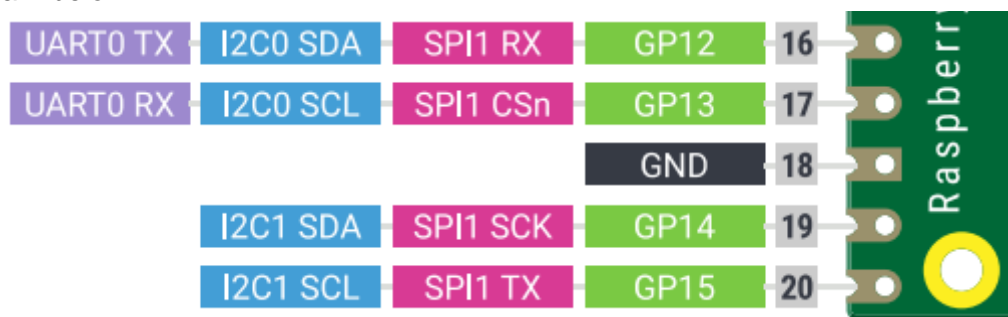 UART0 TX I2C0 SDA SPI1 RX GP12 16
UART0 RX I2C0 SCL SPI1 CSn GP13 17
GND 18
I2C1 SDA SPI1 SCK GP14 19
I2C1 SCL SPI1 TX GP15 20
Raspberry